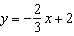 y = −2/3 x + 2